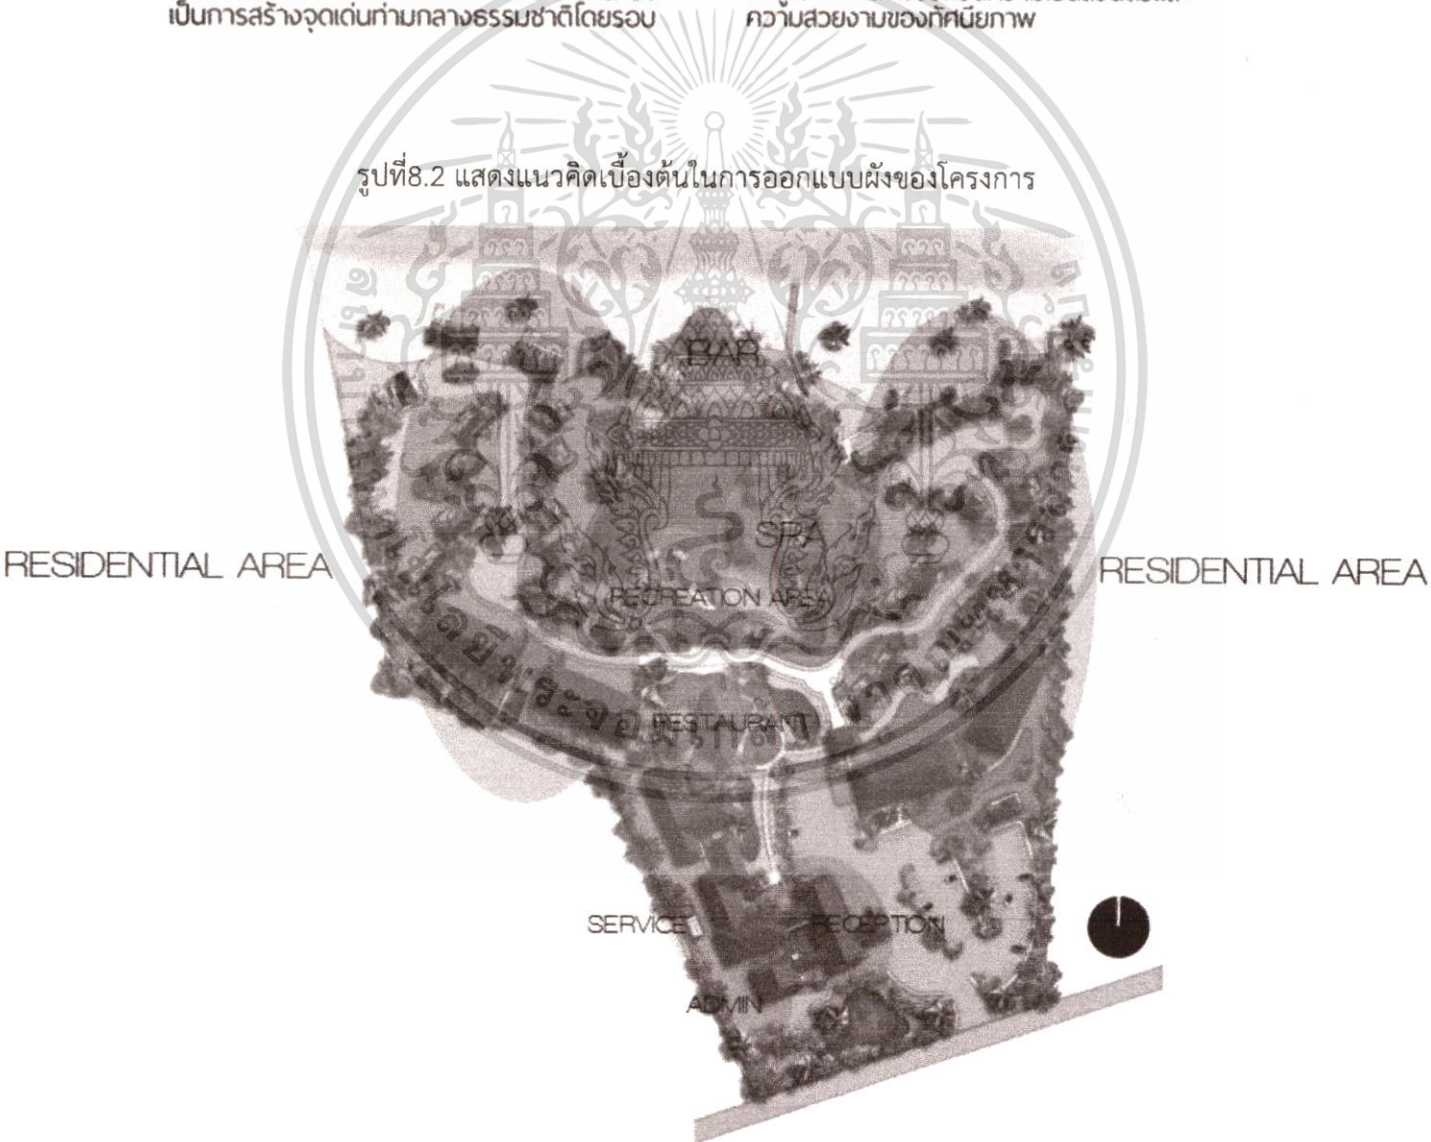 เป็นการสร้างจุดเด่นท่ามกลางธรรมชาติโดยรอบ
ความสวยงามของทัศนียภาพ
รูปที่8.2 แสดงแนวคิดเบื้องต้นในการออกแบบผังของโครงการ
BAR
SPA
RESIDENTIAL AREA
RESIDENTIAL AREA
RECREATION AREA
RESTAURANT
SERVICE
RECEPTION
ADMIN